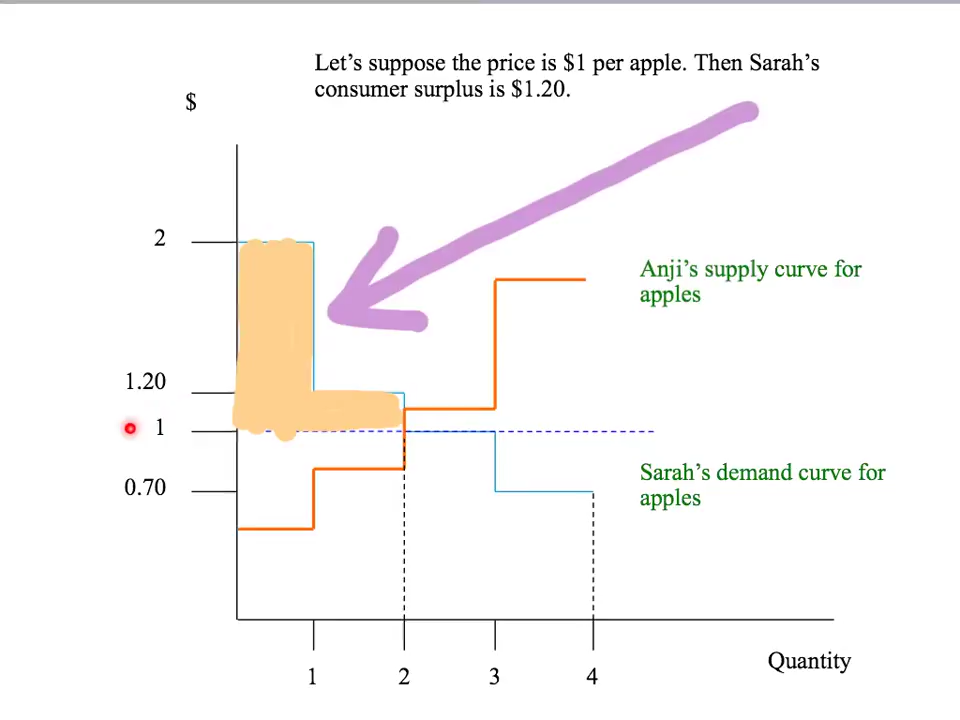 Let’s suppose the price is $1 per apple. Then Sarah’s
consumer surplus is $1.20.
$
2
Anji’s supply curve for
apples
1.20
1
Sarah’s demand curve for
apples
0.70
Quantity
1 2 3 4